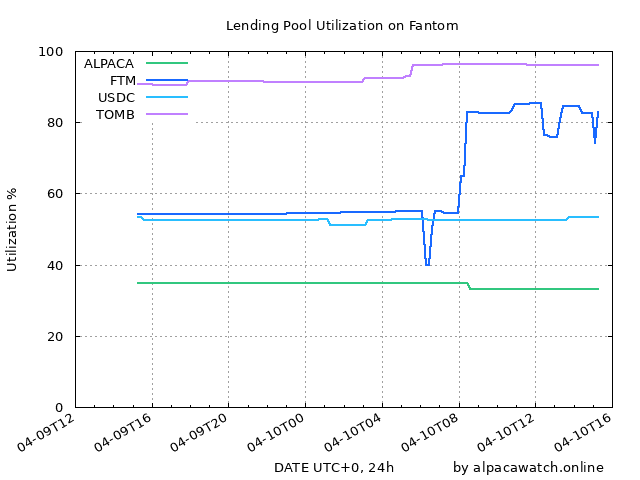 Lending Pool Utilization on Fantom
100
80
60
40
20
0
Utilization %
ALPACA
FTM
USDC
TOMB
04-09T12
04-09T16
04-09T20
04-10T00
04-10T04
04-10T08
04-10T12
04-10T16
DATE UTC+0, 24h
by alpacawatch.online